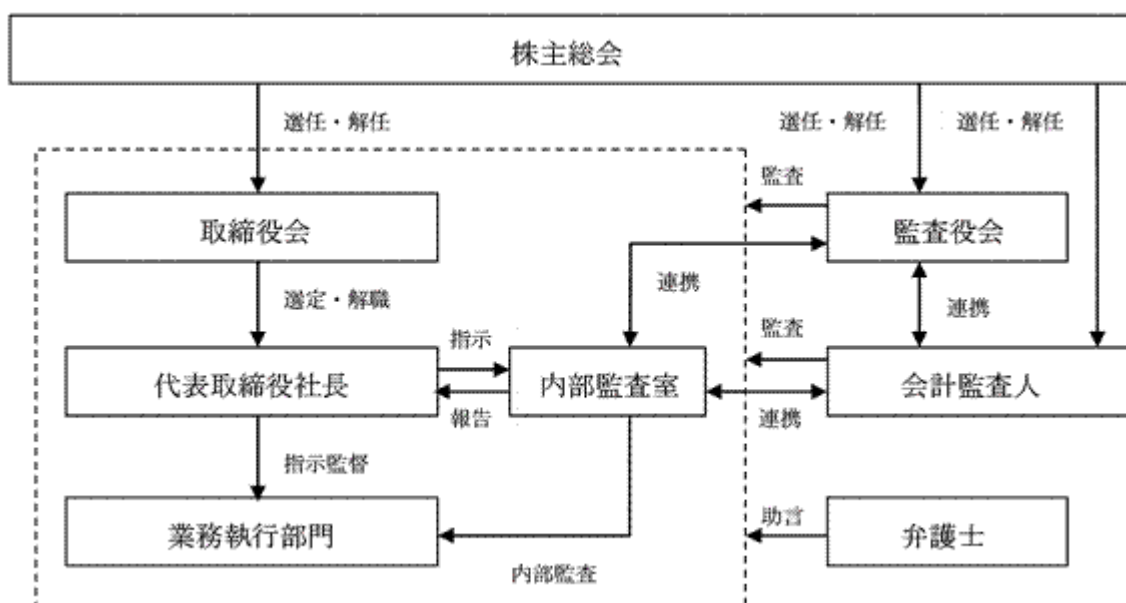 株主総会
選任・解任
選任・解任
選任・解任
監査
取締役会
監査役会
選定・解職
連携
連携
指示
監査
代表取締役社長
内部監査室
会計監査人
報告
連携
指示監督
助言
業務執行部門
弁護士
内部監査